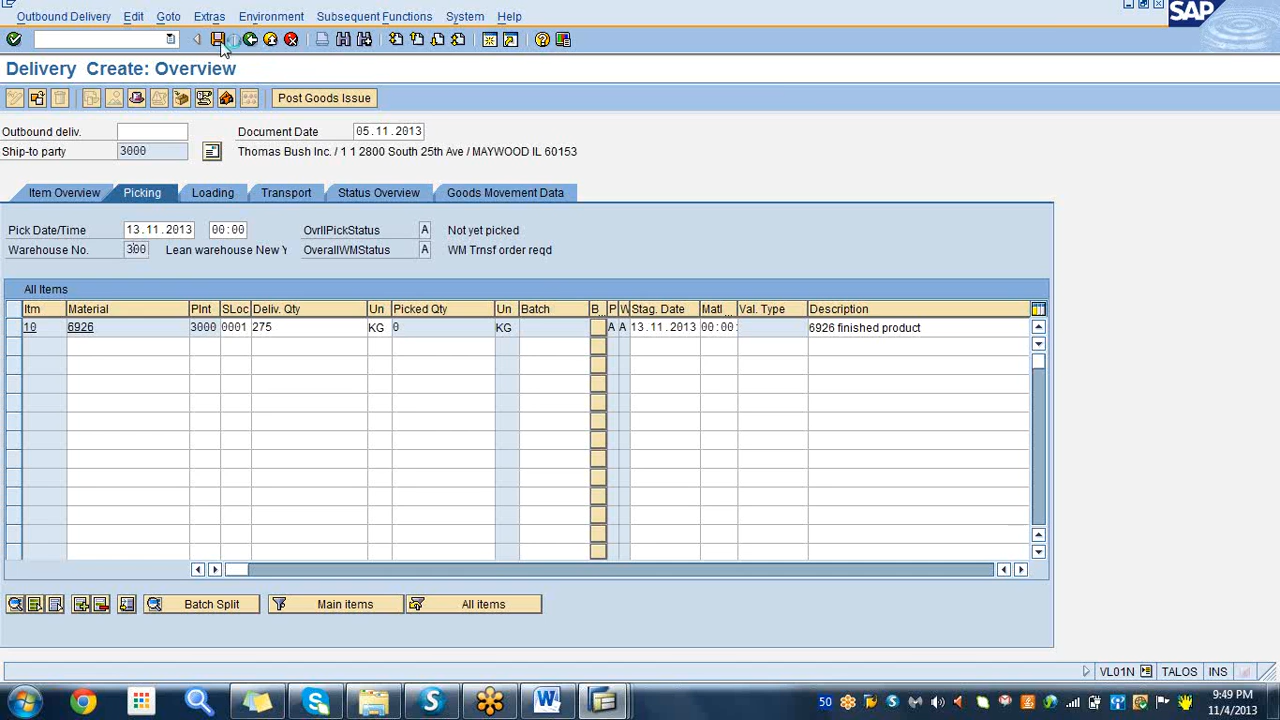 Outbound Delivery Edit Goto Extras Environment Subsequent Functions System Help
SAP
Delivery Create: Overview
Post Goods Issue
Outbound deliv. Document Date 05.11.2013
Ship-to party 3000 Thomas Bush Inc. / 1 1 2800 South 25th Ave / MAYWOOD IL 60153
Item Overview Picking Loading Transport Status Overview Goods Movement Data
Pick Date/Time 13.11.2013 00:00 OvrllPickStatus A Not yet picked
Warehouse No. 300 Lean warehouse New Y OverallWMStatus A WM Trnsf order reqd
All Items
Itm Material Plnt SLoc Deliv. Qty Un Picked Qty Un Batch B... P W Stag. Date Matl... Val. Type Description
10 6926 3000 0001 275 KG 0 KG A A 13.11.2013 00:00: 6926 finished product
Batch Split Main items All items
VL01N TALOS INS
50 9:49 PM
11/4/2013